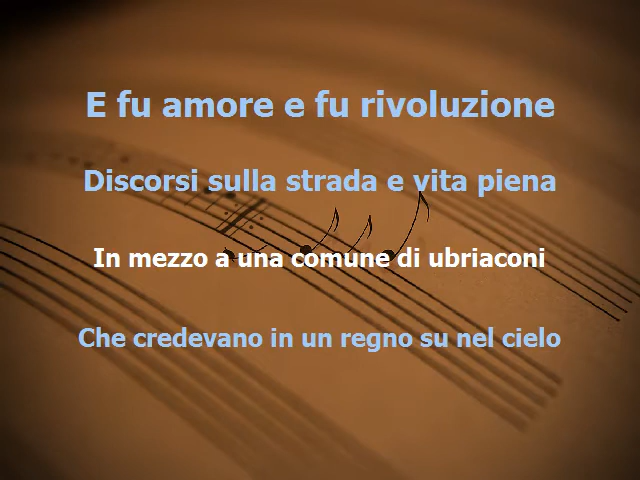 E fu amore e fu rivoluzione
Discorsi sulla strada e vita piena
In mezzo a una comune di ubriaconi
Che credevano in un regno su nel cielo